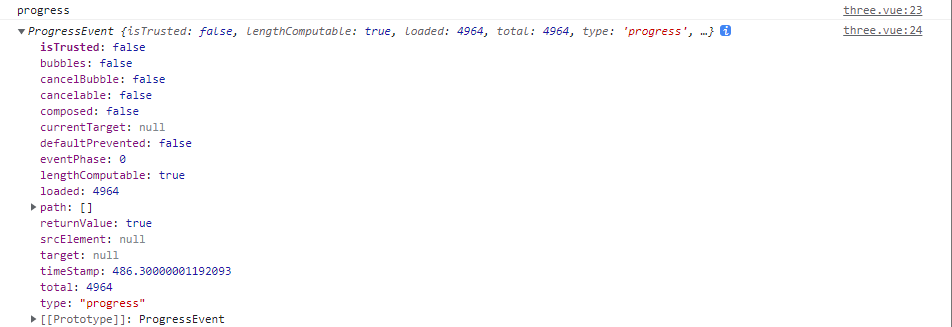 progress three.vue:23
▼ProgressEvent {isTrusted: false, lengthComputable: true, loaded: 4964, total: 4964, type: 'progress', …} i three.vue:24
isTrusted: false
bubbles: false
cancelBubble: false
cancelable: false
composed: false
currentTarget: null
defaultPrevented: false
eventPhase: 0
lengthComputable: true
loaded: 4964
▶path: []
returnValue: true
srcElement: null
target: null
timeStamp: 486.30000001192093
total: 4964
type: "progress"
▶[[Prototype]]: ProgressEvent